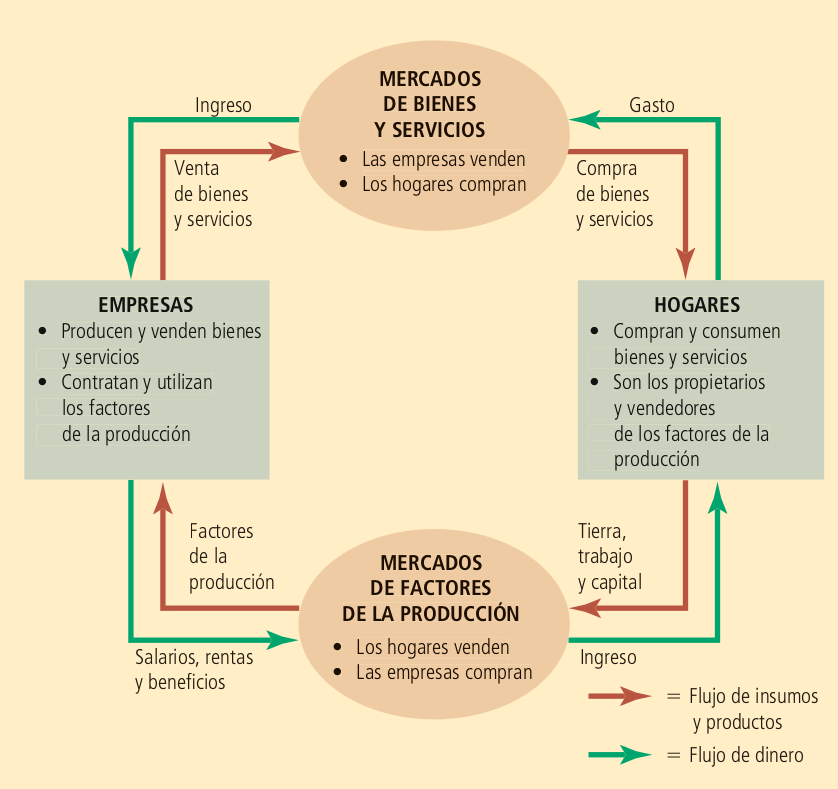 MERCADOS
DE BIENES
Y SERVICIOS
• Las empresas venden
• Los hogares compran
Ingreso
Gasto
Venta
de bienes
y servicios
Compra
de bienes
y servicios
EMPRESAS
• Producen y venden bienes
y servicios
• Contratan y utilizan
los factores
de la producción
HOGARES
• Compran y consumen
bienes y servicios
• Son los propietarios
y vendedores
de los factores de la
producción
Factores
de la
producción
Tierra,
trabajo
y capital
MERCADOS
DE FACTORES
DE LA PRODUCCIÓN
• Los hogares venden
• Las empresas compran
Salarios, rentas
y beneficios
Ingreso
= Flujo de insumos
y productos
= Flujo de dinero